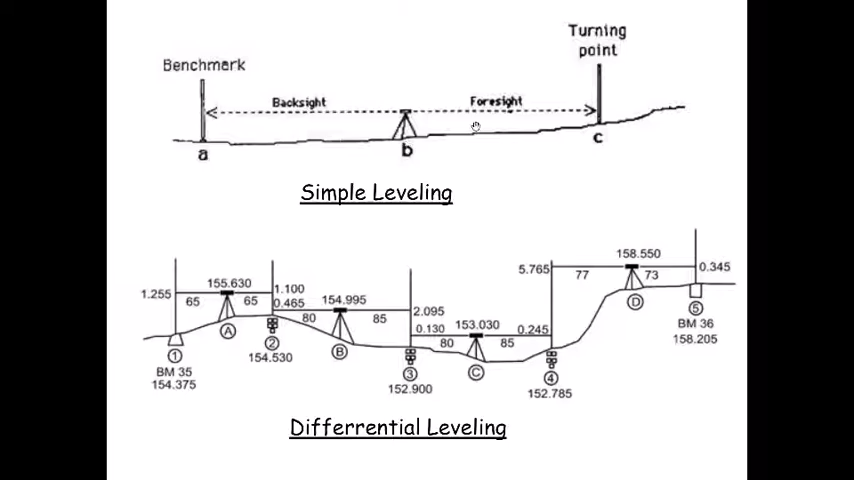 Turning
point
Benchmark
Backsight
Foresight
a
b
c
Simple Leveling
158.550
5.765
77
73
0.345
155.630
1.255
1.100
65
65
0.465
154.995
80
85
2.095
0.130
153.030
0.245
80
85
A
B
C
D
1
BM 35
154.375
2
154.530
3
152.900
4
152.785
5
BM 36
158.205
Differrential Leveling